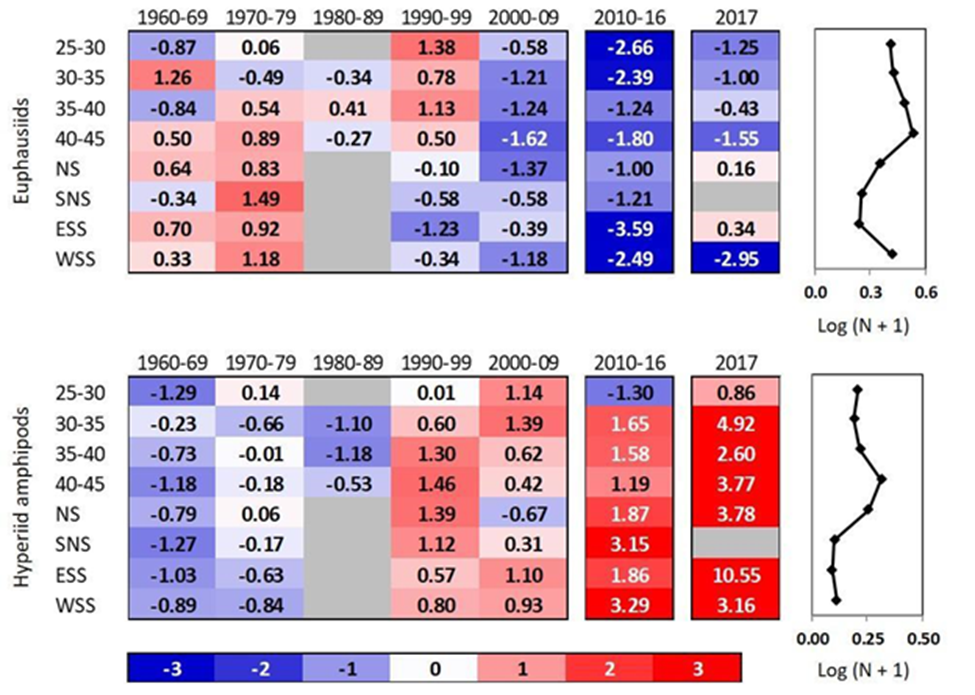 1960-69 1970-79 1980-89 1990-99 2000-09 2010-16 2017
Euphausiids
25-30 -0.87 0.06 1.38 -0.58 -2.66 -1.25
30-35 1.26 -0.49 -0.34 0.78 -1.21 -2.39 -1.00
35-40 -0.84 0.54 0.41 1.13 -1.24 -1.24 -0.43
40-45 0.50 0.89 -0.27 0.50 -1.62 -1.80 -1.55
NS 0.64 0.83 -0.10 -1.37 -1.00 0.16
SNS -0.34 1.49 -0.58 -0.58 -1.21
ESS 0.70 0.92 -1.23 -0.39 -3.59 0.34
WSS 0.33 1.18 -0.34 -1.18 -2.49 -2.95
0.0 0.3 0.6
Log (N + 1)
1960-69 1970-79 1980-89 1990-99 2000-09 2010-16 2017
Hyperiid amphipods
25-30 -1.29 0.14 0.01 1.14 -1.30 0.86
30-35 -0.23 -0.66 -1.10 0.60 1.39 1.65 4.92
35-40 -0.73 -0.01 -1.18 1.30 0.62 1.58 2.60
40-45 -1.18 -0.18 -0.53 1.46 0.42 1.19 3.77
NS -0.79 0.06 1.39 -0.67 1.87 3.78
SNS -1.27 -0.17 1.12 0.31 3.15
ESS -1.03 -0.63 0.57 1.10 1.86 10.55
WSS -0.89 -0.84 0.80 0.93 3.29 3.16
0.00 0.25 0.50
Log (N + 1)
-3 -2 -1 0 1 2 3